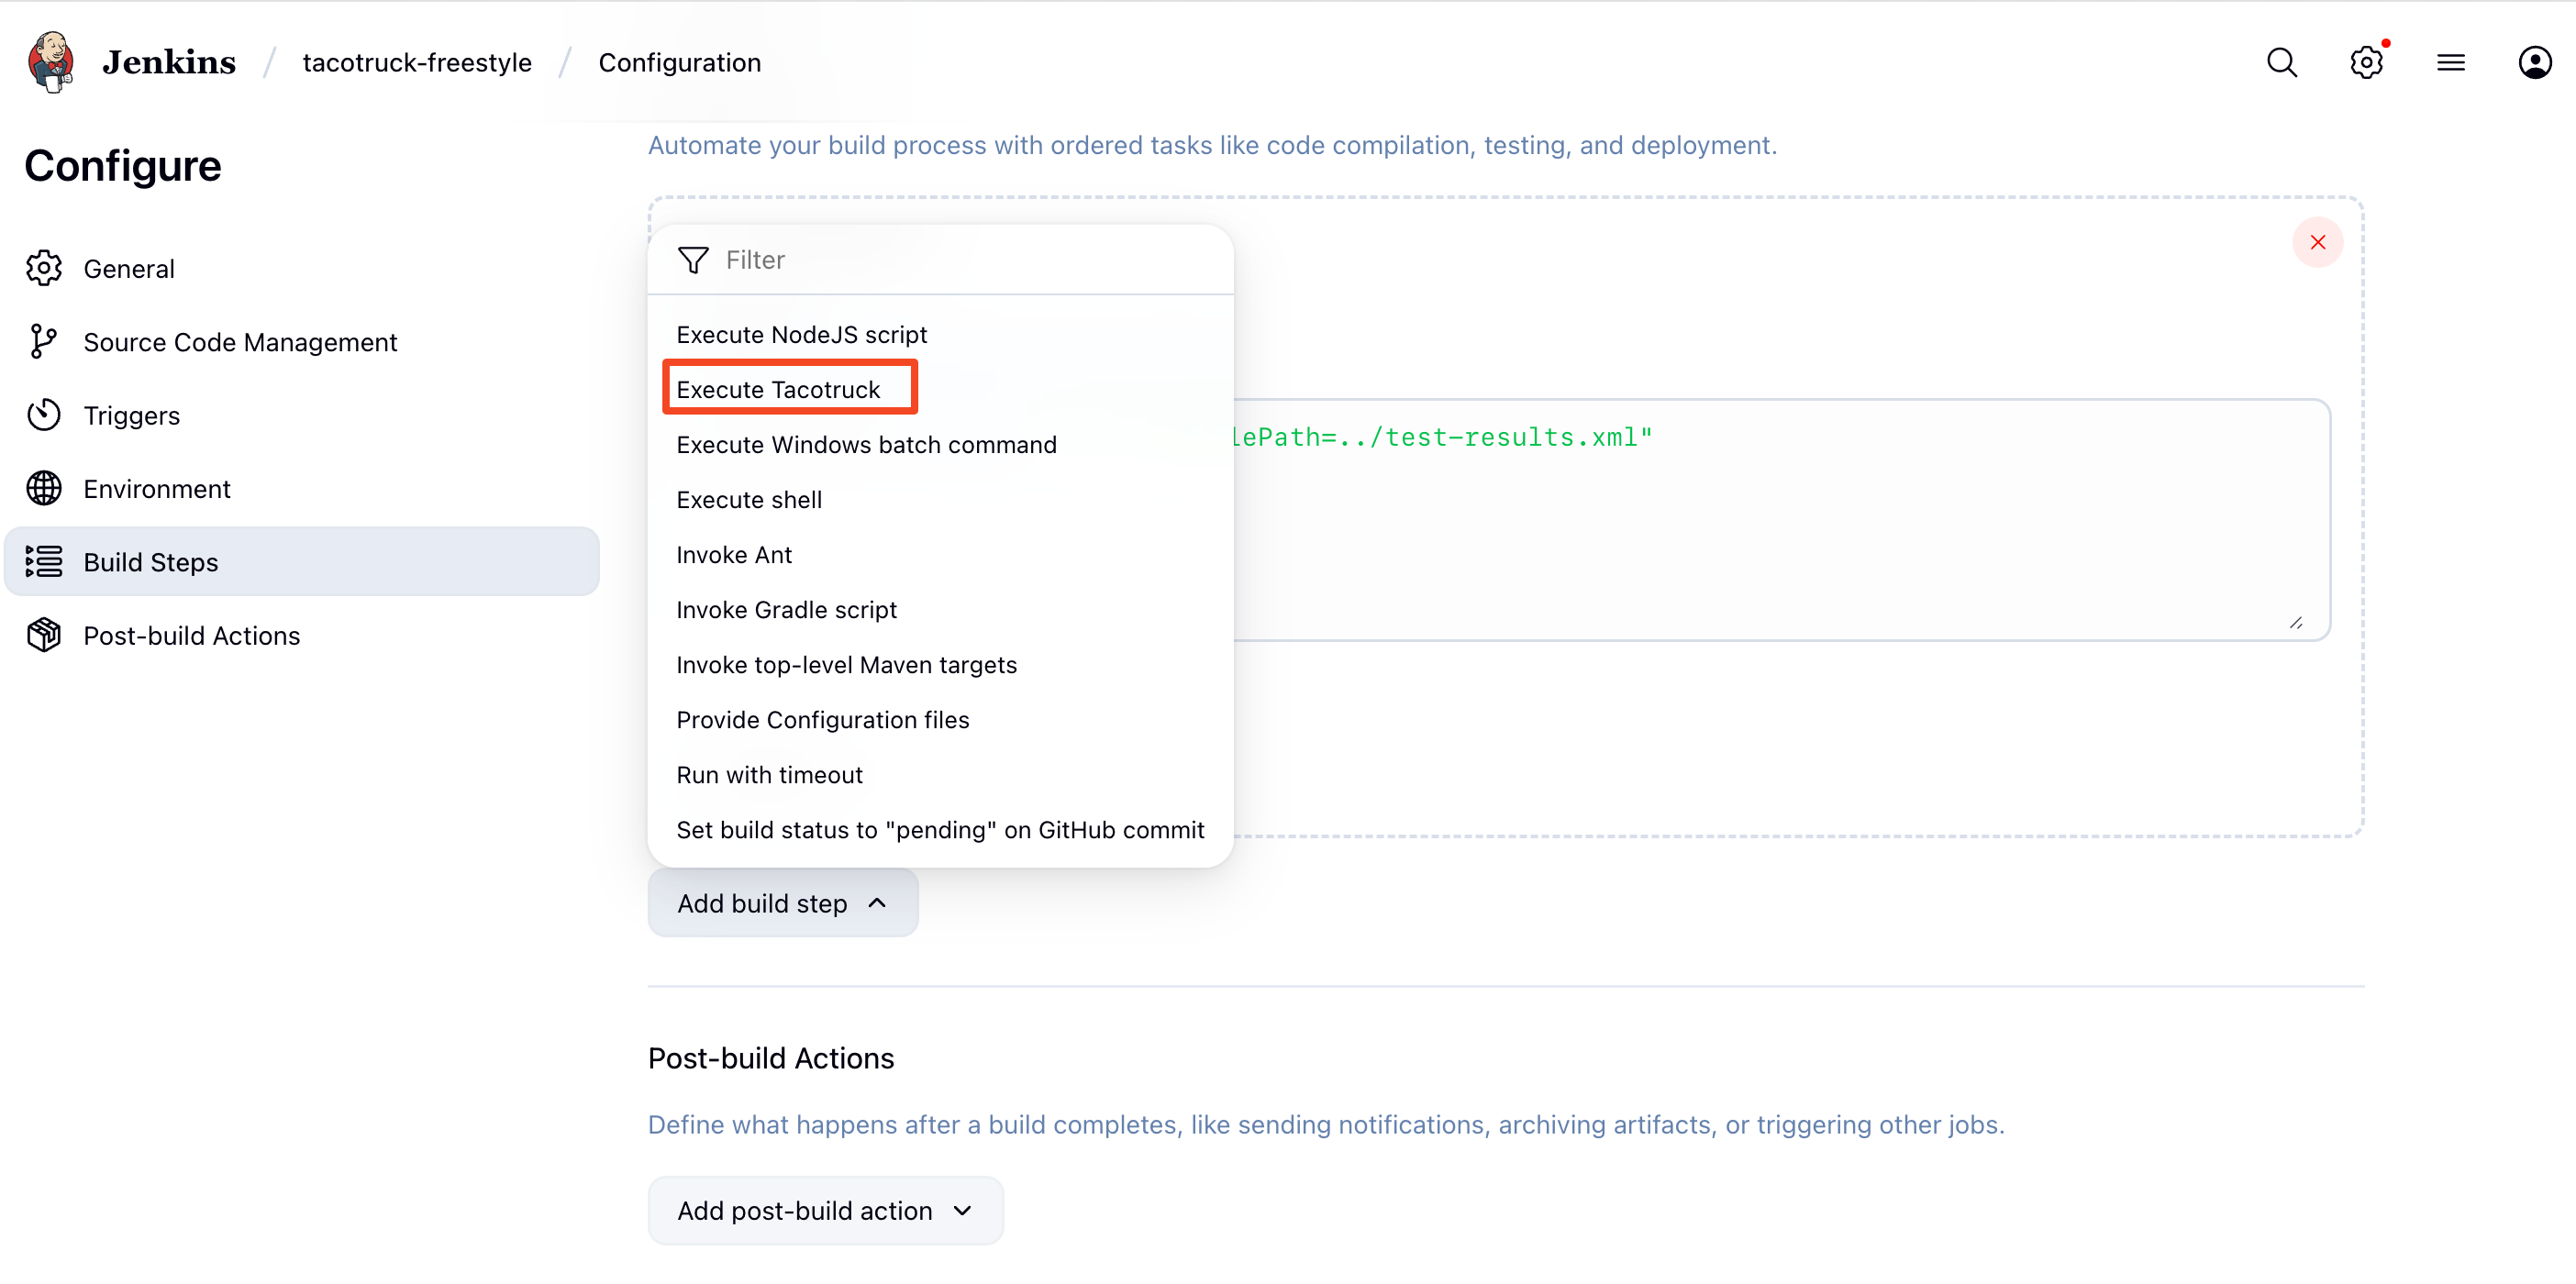 Jenkins / tacotruck-freestyle / Configuration
Configure
General
Source Code Management
Triggers
Environment
Build Steps
Post-build Actions
Automate your build process with ordered tasks like code compilation, testing, and deployment.
Filter
Execute NodeJS script
Execute Tacotruck
Execute Windows batch command
Execute shell
Invoke Ant
Invoke Gradle script
Invoke top-level Maven targets
Provide Configuration files
Run with timeout
Set build status to "pending" on GitHub commit
lePath=../test-results.xml"
Add build step
Post-build Actions
Define what happens after a build completes, like sending notifications, archiving artifacts, or triggering other jobs.
Add post-build action